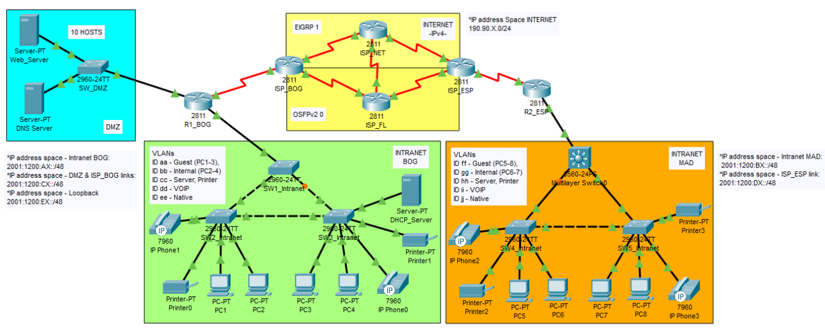 10 HOSTS
Server-PT
Web_Server
2960-24TT
SW_DMZ
Server-PT
DNS Server
DMZ
2811
R1_BOG
EIGRP 1
INTERNET
-IPv4-
2811
ISP_NET
2811
ISP_BOG
2811
ISP_ESP
2811
ISP_FL
OSFPv2 0
*IP address Space INTERNET
190.90.X.0/24
2811
R2_ESP
*IP address space - Intranet BOG:
2001:1200:AX::/48
*IP address space - DMZ & ISP_BOG links:
2001:1200:CX::/48
*IP address space - Loopback
2001:1200:EX::/48
VLANs
ID aa - Guest (PC1-3),
ID bb - Internal (PC2-4)
ID cc - Server, Printer
ID dd - VOIP
ID ee - Native
INTRANET
BOG
2960-24TT
SW1_Intranet
2960-24TT
SW2_Intranet
2960-24TT
SW3_Intranet
Server-PT
DHCP_Server
IP
7960
IP Phone1
Printer-PT
Printer1
Printer-PT
Printer0
PC-PT
PC1
PC-PT
PC2
PC-PT
PC3
PC-PT
PC4
IP
7960
IP Phone0
VLANs
ID ff - Guest (PC5-8),
ID gg - Internal (PC6-7)
ID hh - Server, Printer
ID ii - VOIP
ID jj - Native
INTRANET
MAD
3560-24PS
Multilayer Switch0
2960-24TT
SW4_Intranet
2960-24TT
SW5_Intranet
Printer-PT
Printer3
IP
7960
IP Phone2
Printer-PT
Printer2
PC-PT
PC5
PC-PT
PC6
PC-PT
PC7
PC-PT
PC8
IP
7960
IP Phone3
*IP address space - Intranet MAD:
2001:1200:BX::/48
*IP address space - ISP_ESP link:
2001:1200:DX::/48